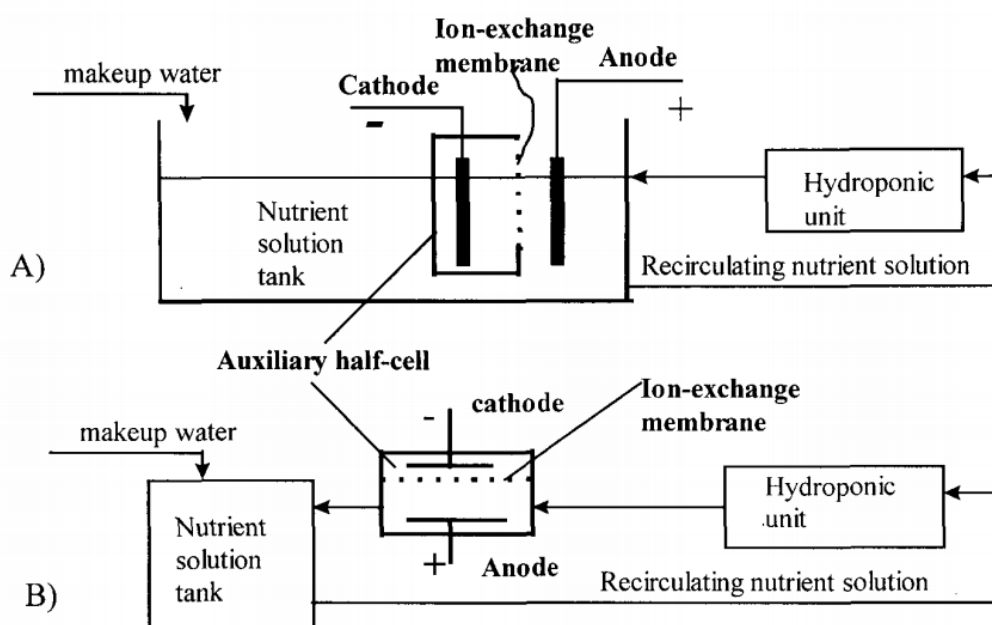 Ion-exchange
membrane
Anode
makeup water
Cathode
-
+
Hydroponic
unit
Nutrient
solution
tank
A)
Recirculating nutrient solution
Auxiliary half-cell
Ion-exchange
membrane
cathode
-
makeup water
Hydroponic
unit
Nutrient
solution
tank
+
Anode
Recirculating nutrient solution
B)